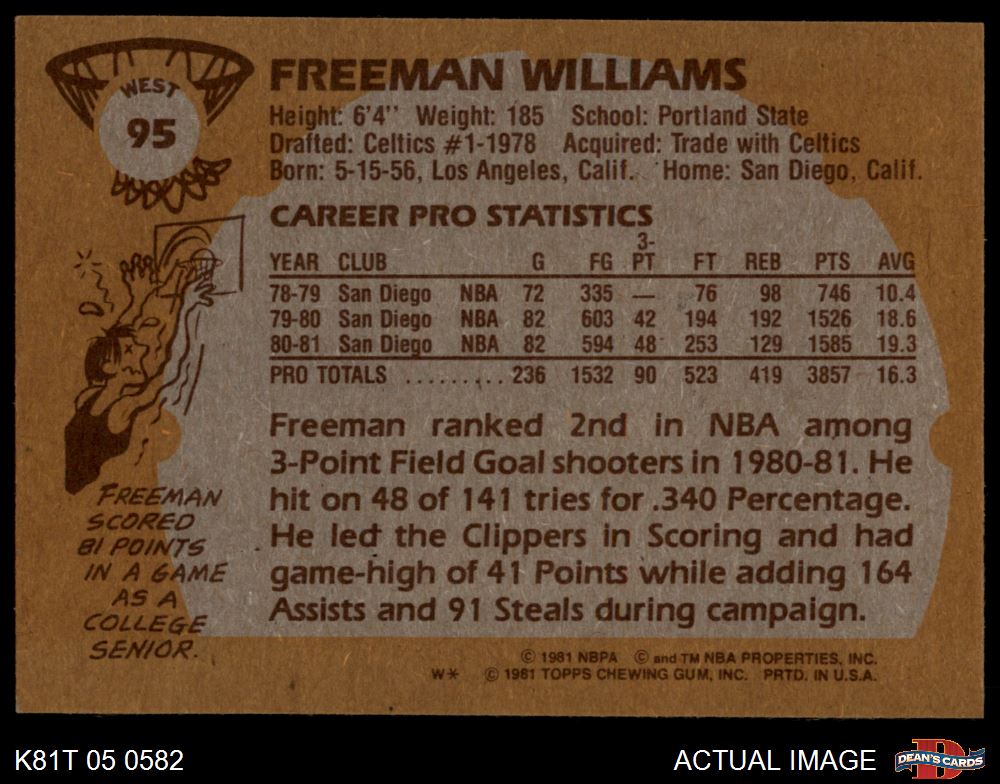 WEST
95
FREEMAN WILLIAMS
Height: 6'4" Weight: 185 School: Portland State
Drafted: Celtics #1-1978 Acquired: Trade with Celtics
Born: 5-15-56, Los Angeles, Calif. Home: San Diego, Calif.
CAREER PRO STATISTICS
YEAR CLUB G FG 3-PT FT REB PTS AVG
78-79 San Diego NBA 72 335 — 76 98 746 10.4
79-80 San Diego NBA 82 603 42 194 192 1526 18.6
80-81 San Diego NBA 82 594 48 253 129 1585 19.3
PRO TOTALS .......... 236 1532 90 523 419 3857 16.3
Freeman ranked 2nd in NBA among
3-Point Field Goal shooters in 1980-81. He
hit on 48 of 141 tries for .340 Percentage.
He led the Clippers in Scoring and had
game-high of 41 Points while adding 164
Assists and 91 Steals during campaign.
FREEMAN
SCORED
81 POINTS
IN A GAME
AS A
COLLEGE
SENIOR.
© 1981 NBPA © and TM NBA PROPERTIES, INC.
W* © 1981 TOPPS CHEWING GUM, INC. PRTD. IN U.S.A.
K81T 05 0582
ACTUAL IMAGE
D
DEAN'S CARDS